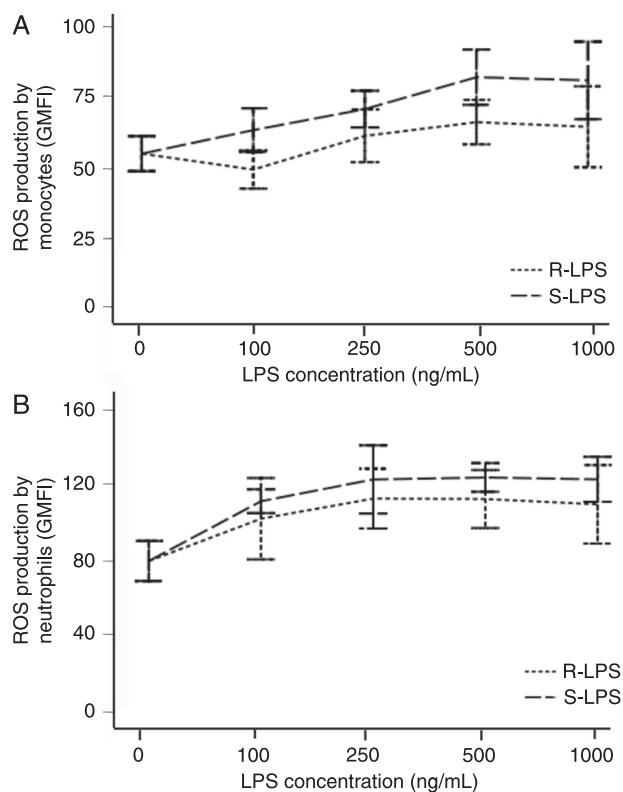 A
ROS production by
monocytes (GMFI)
100
75
50
25
0
R-LPS
S-LPS
0 100 250 500 1000
LPS concentration (ng/mL)
B
ROS production by
neutrophils (GMFI)
160
120
80
40
0
R-LPS
S-LPS
0 100 250 500 1000
LPS concentration (ng/mL)